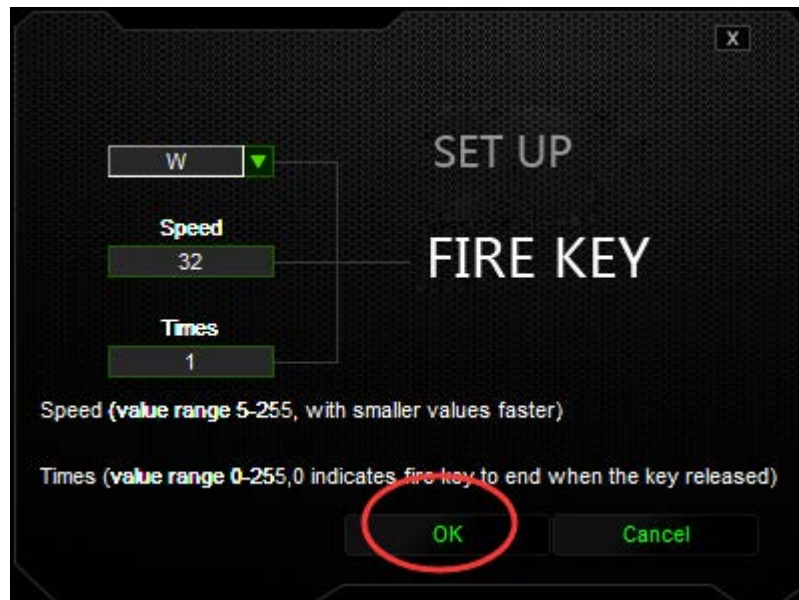 X
W
SET UP
Speed
32
FIRE KEY
Times
1
Speed (value range 5-255, with smaller values faster)
Times (value range 0-255,0 indicates fire key to end when the key released)
OK
Cancel